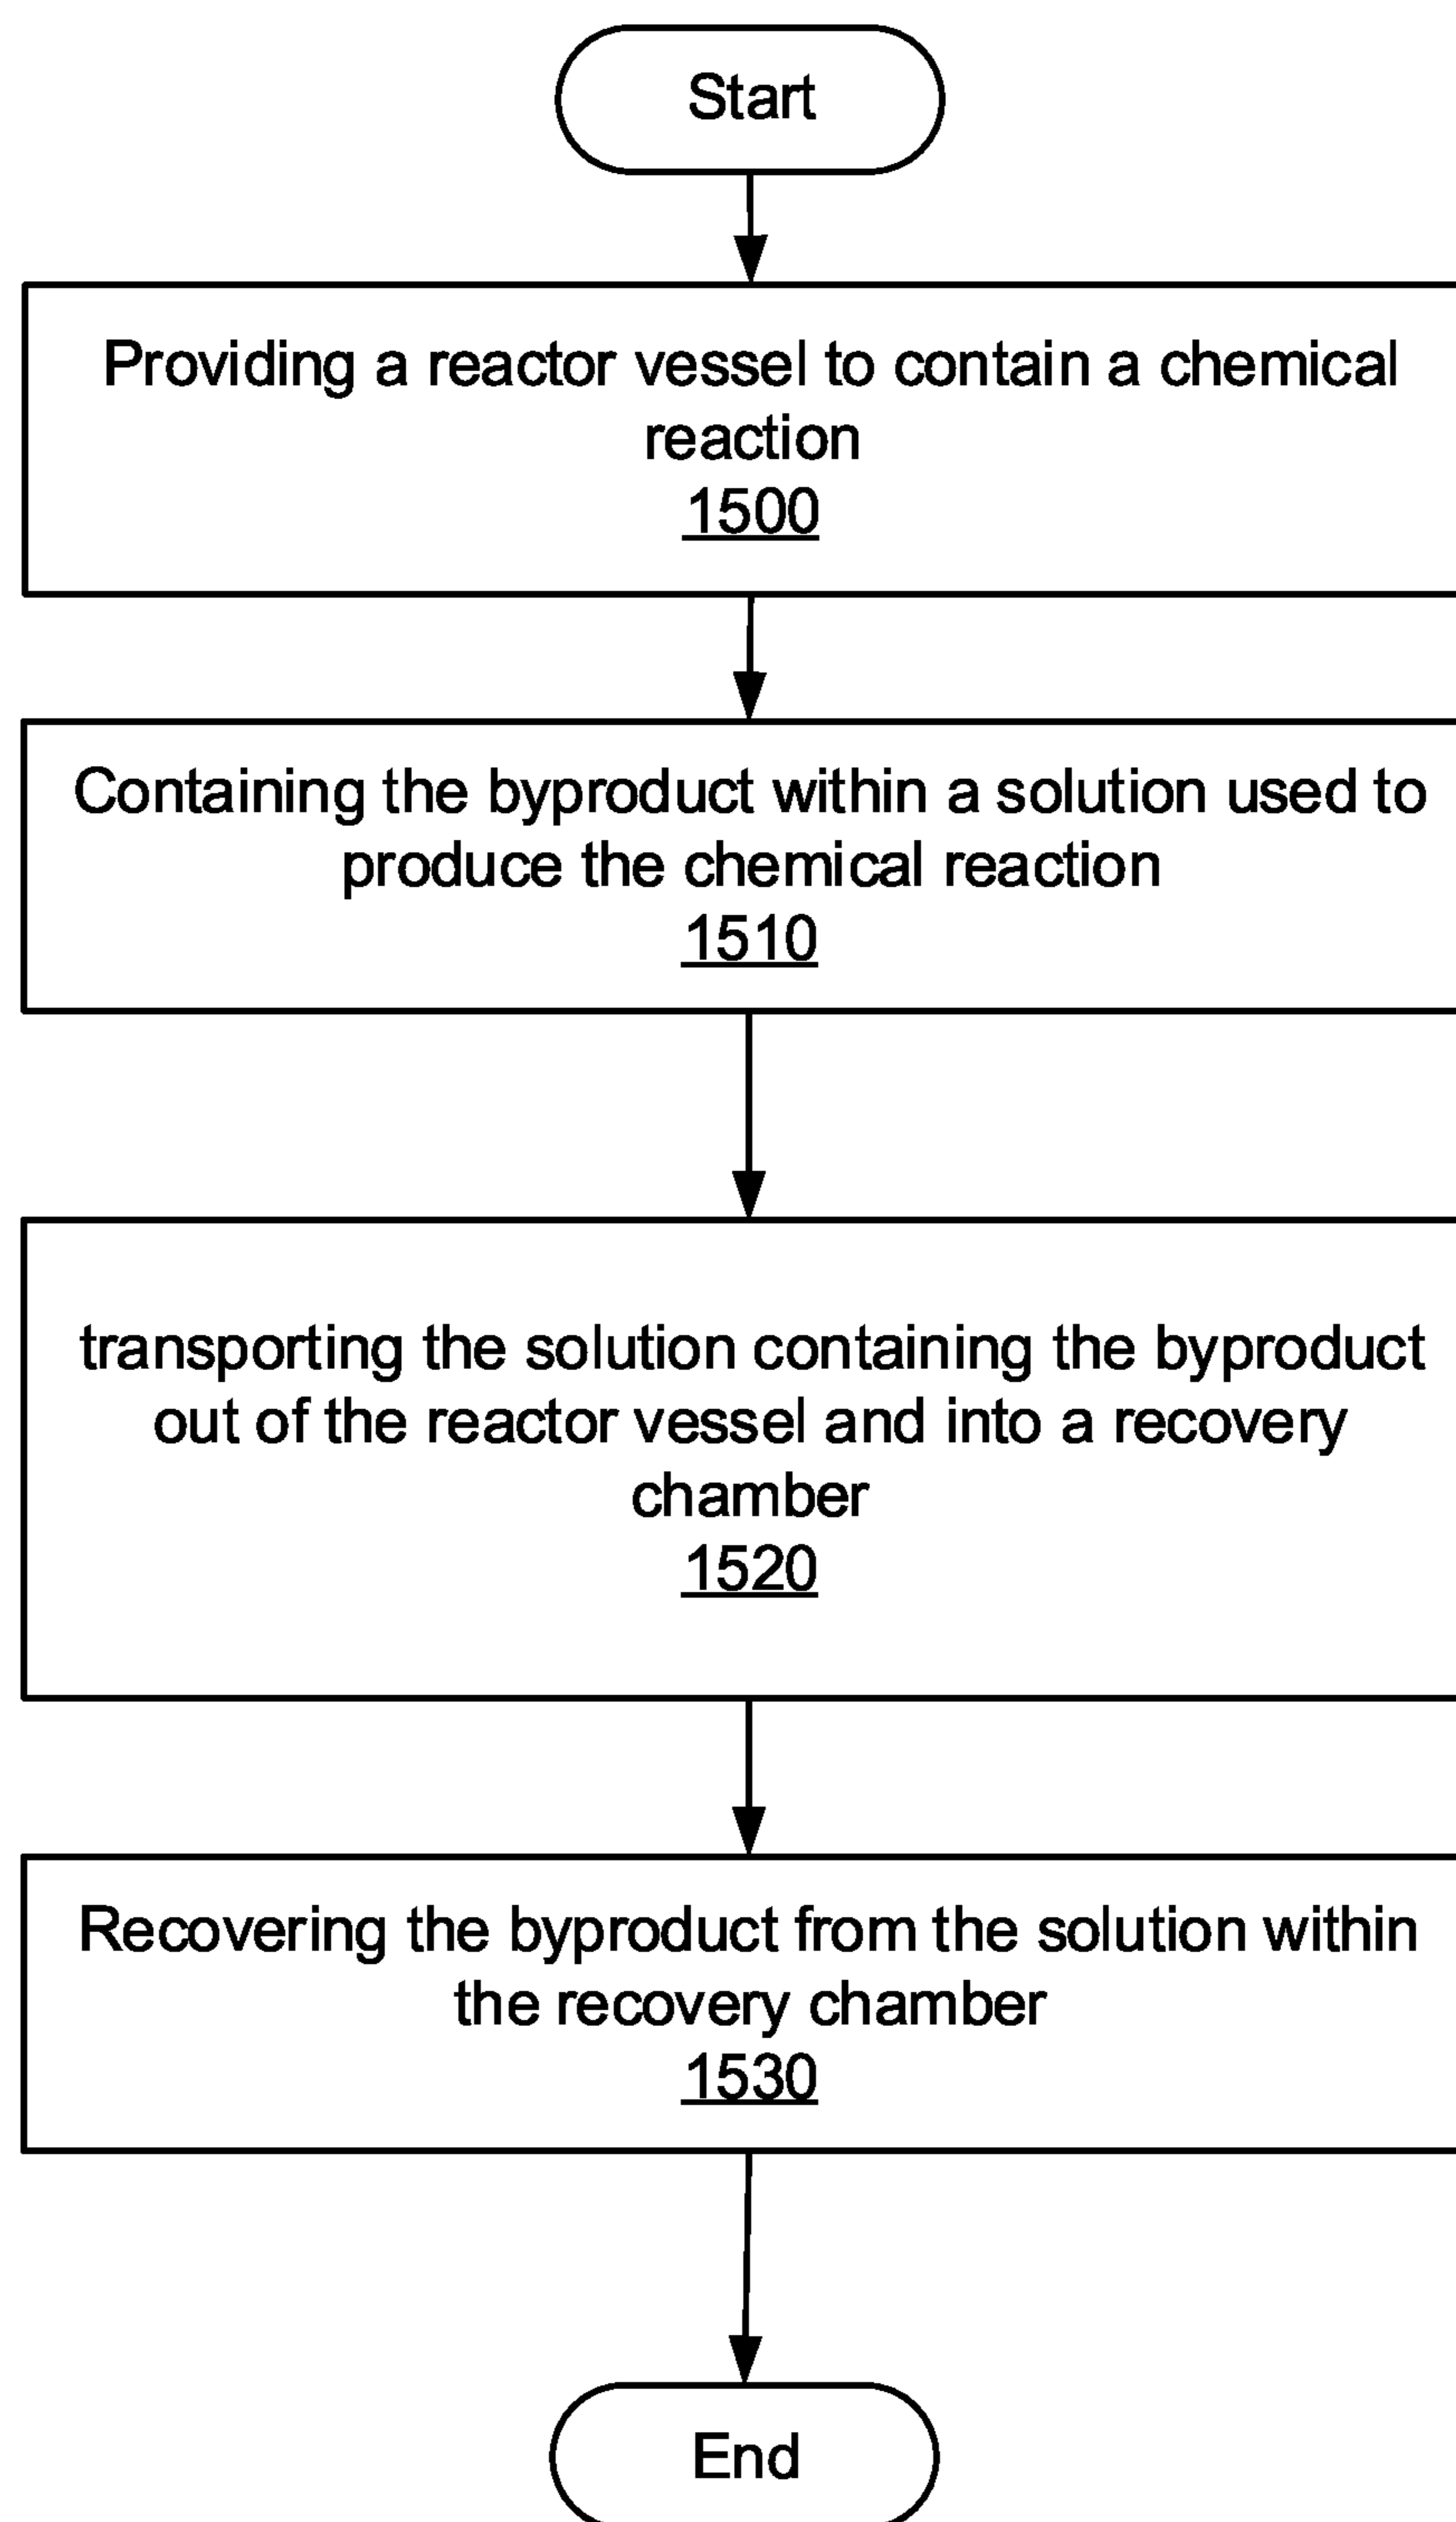 Start
Providing a reactor vessel to contain a chemical
reaction
1500
Containing the byproduct within a solution used to
produce the chemical reaction
1510
transporting the solution containing the byproduct
out of the reactor vessel and into a recovery
chamber
1520
Recovering the byproduct from the solution within
the recovery chamber
1530
End